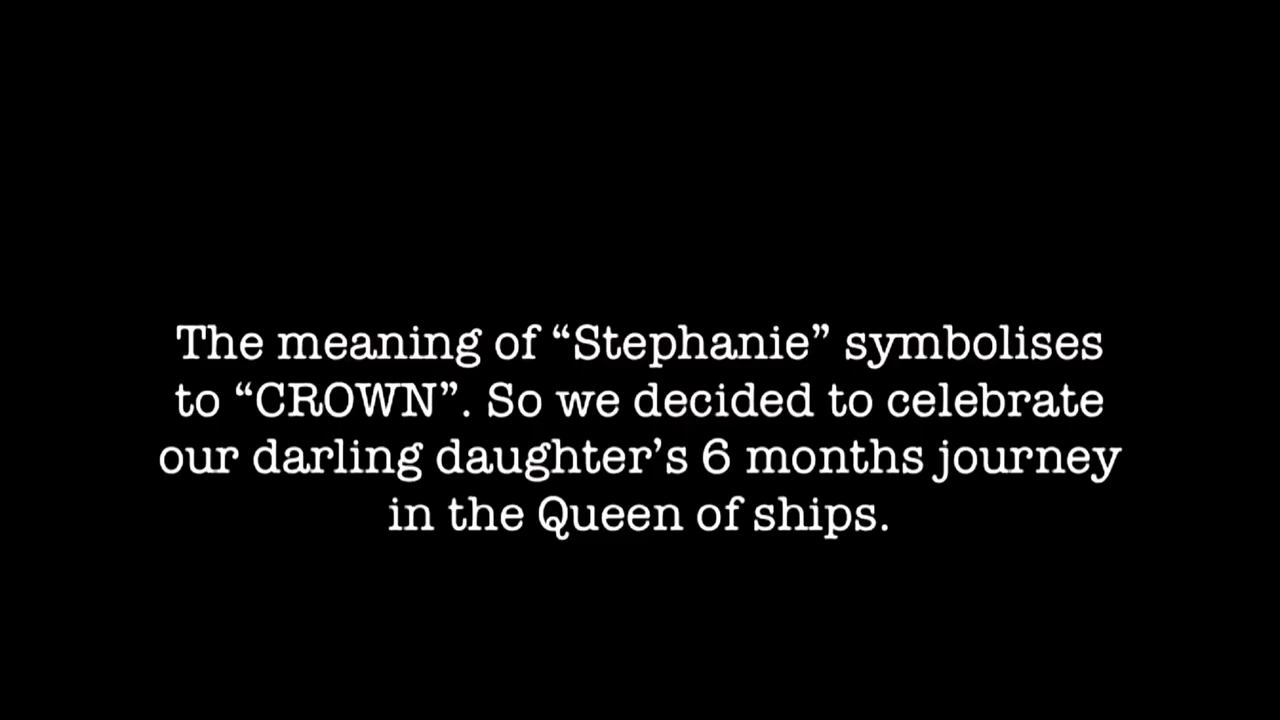 The meaning of “Stephanie” symbolises
to “CROWN”. So we decided to celebrate
our darling daughter’s 6 months journey
in the Queen of ships.